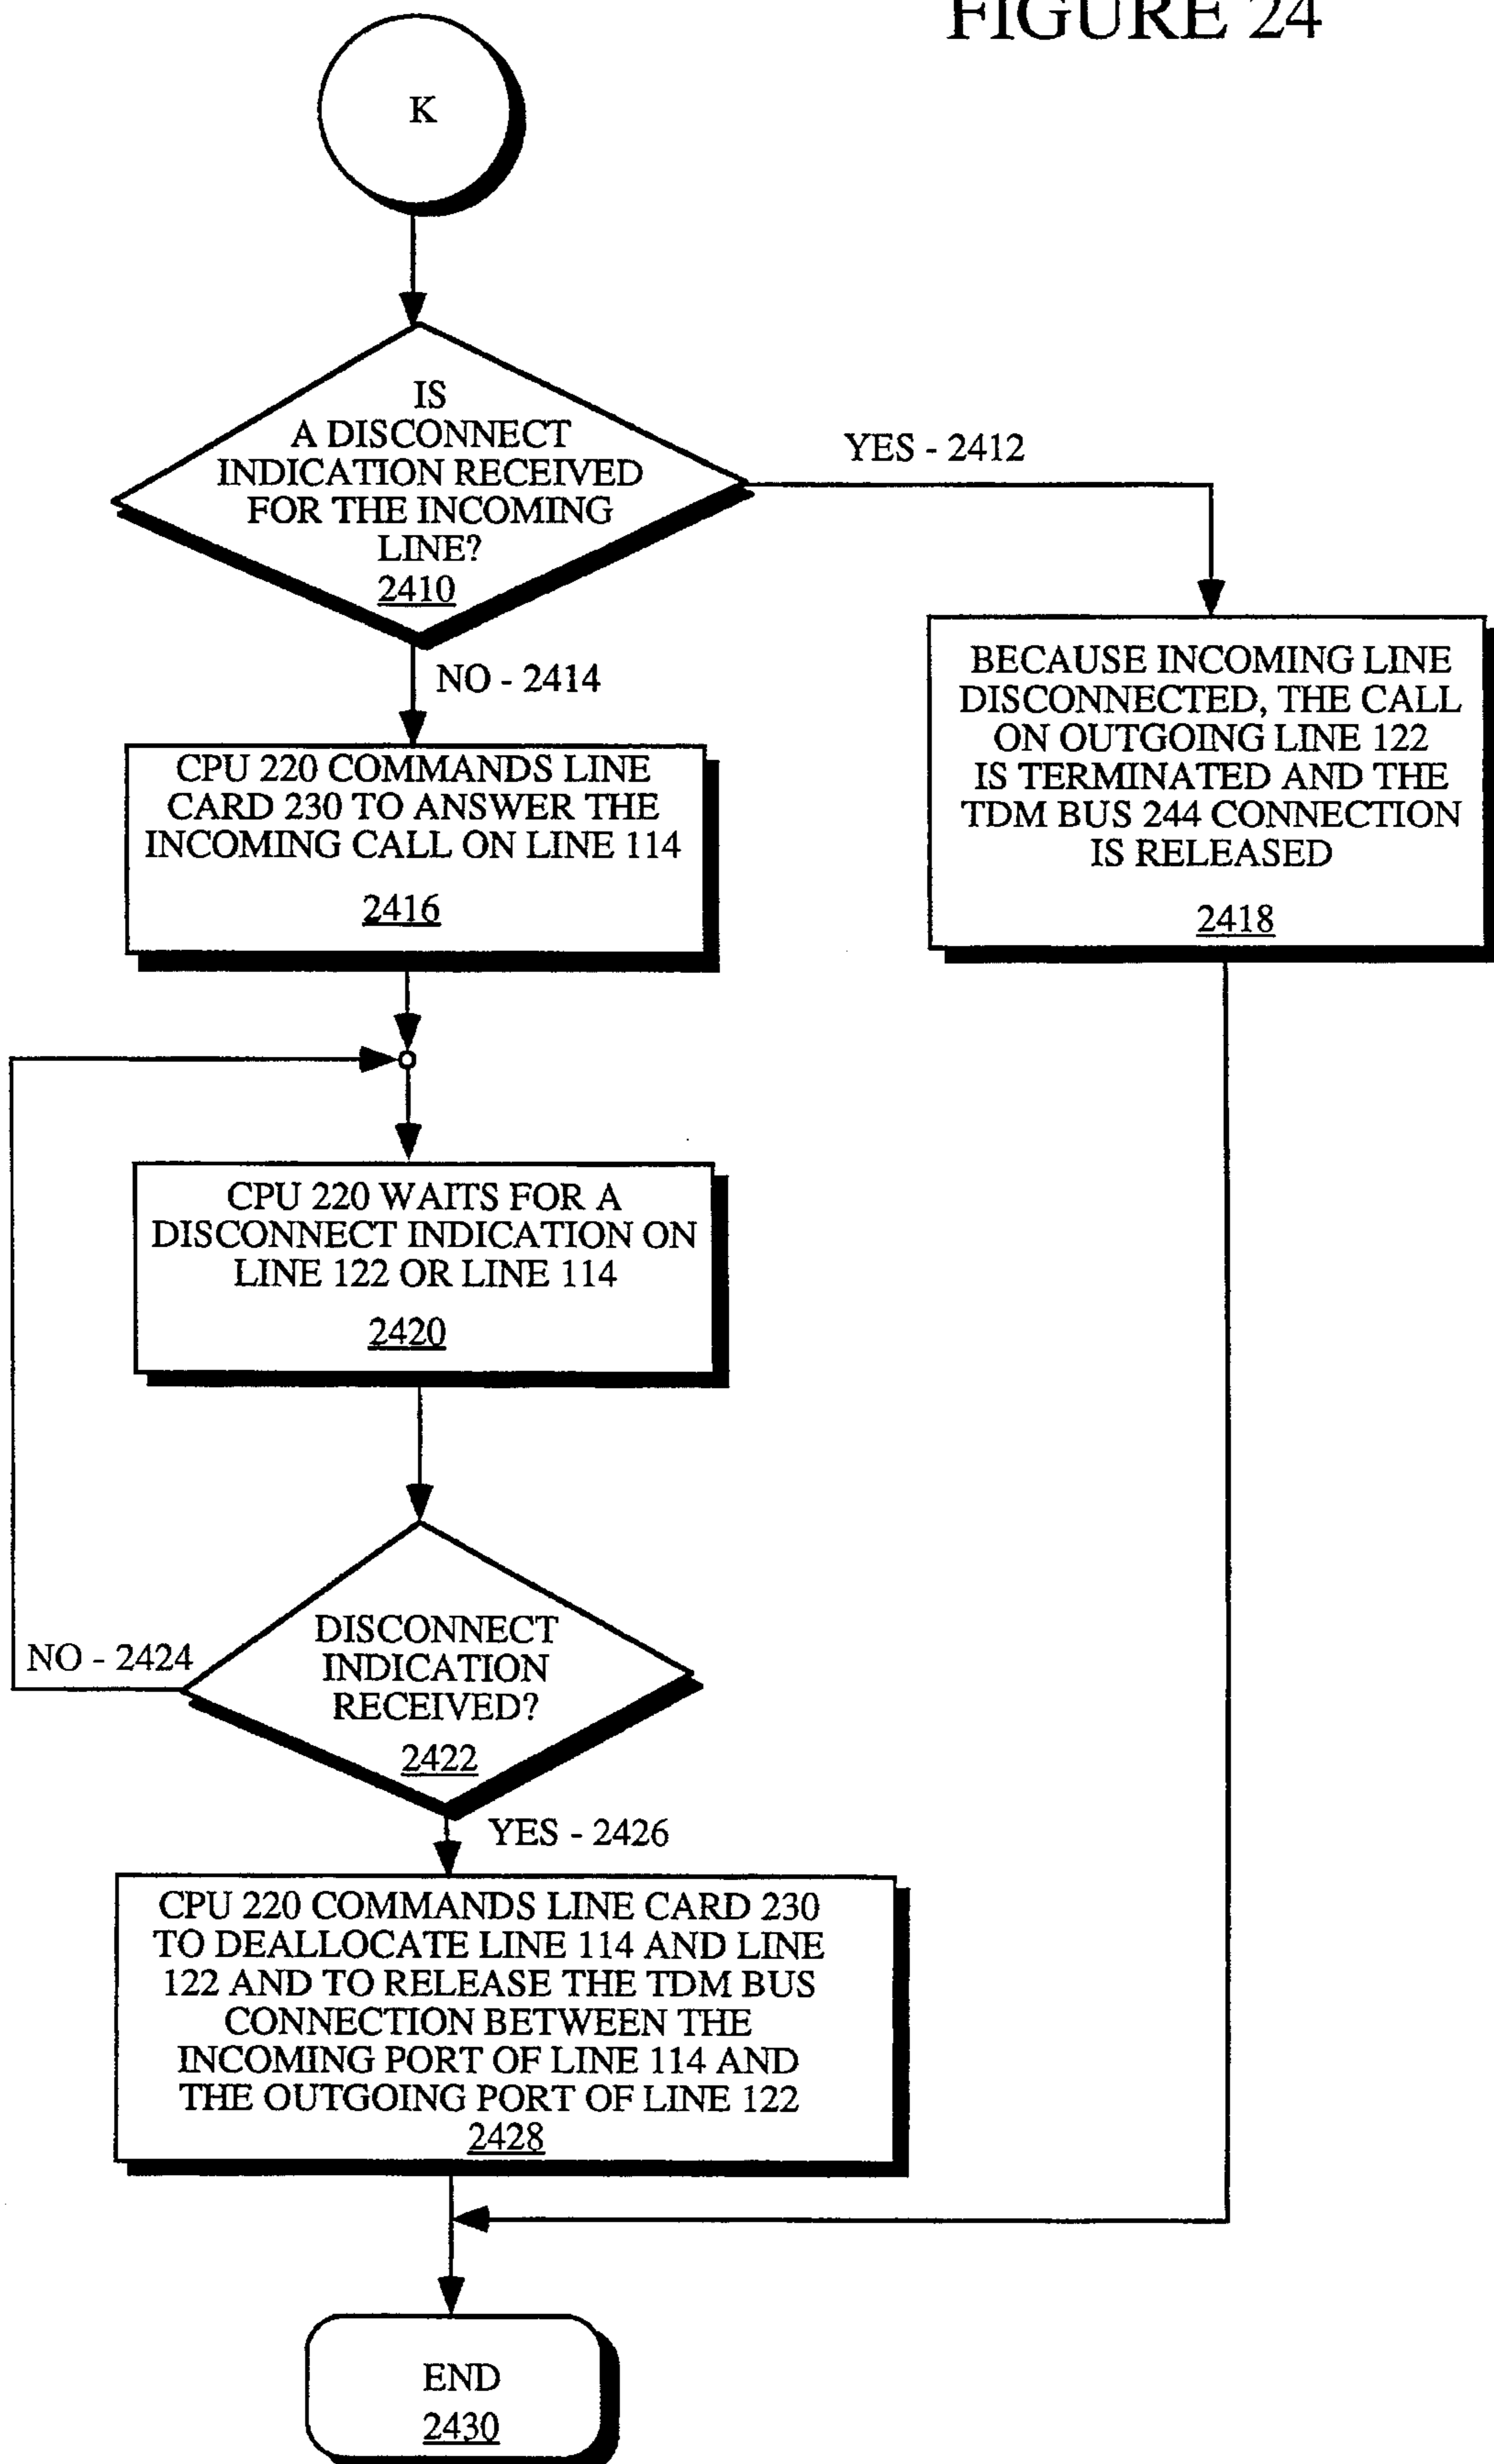 FIGURE 24
K
IS
A DISCONNECT
INDICATION RECEIVED
FOR THE INCOMING
LINE?
2410
YES - 2412
NO - 2414
BECAUSE INCOMING LINE
DISCONNECTED, THE CALL
ON OUTGOING LINE 122
IS TERMINATED AND THE
TDM BUS 244 CONNECTION
IS RELEASED
2418
CPU 220 COMMANDS LINE
CARD 230 TO ANSWER THE
INCOMING CALL ON LINE 114
2416
CPU 220 WAITS FOR A
DISCONNECT INDICATION ON
LINE 122 OR LINE 114
2420
DISCONNECT
INDICATION
RECEIVED?
2422
NO - 2424
YES - 2426
CPU 220 COMMANDS LINE CARD 230
TO DEALLOCATE LINE 114 AND LINE
122 AND TO RELEASE THE TDM BUS
CONNECTION BETWEEN THE
INCOMING PORT OF LINE 114 AND
THE OUTGOING PORT OF LINE 122
2428
END
2430